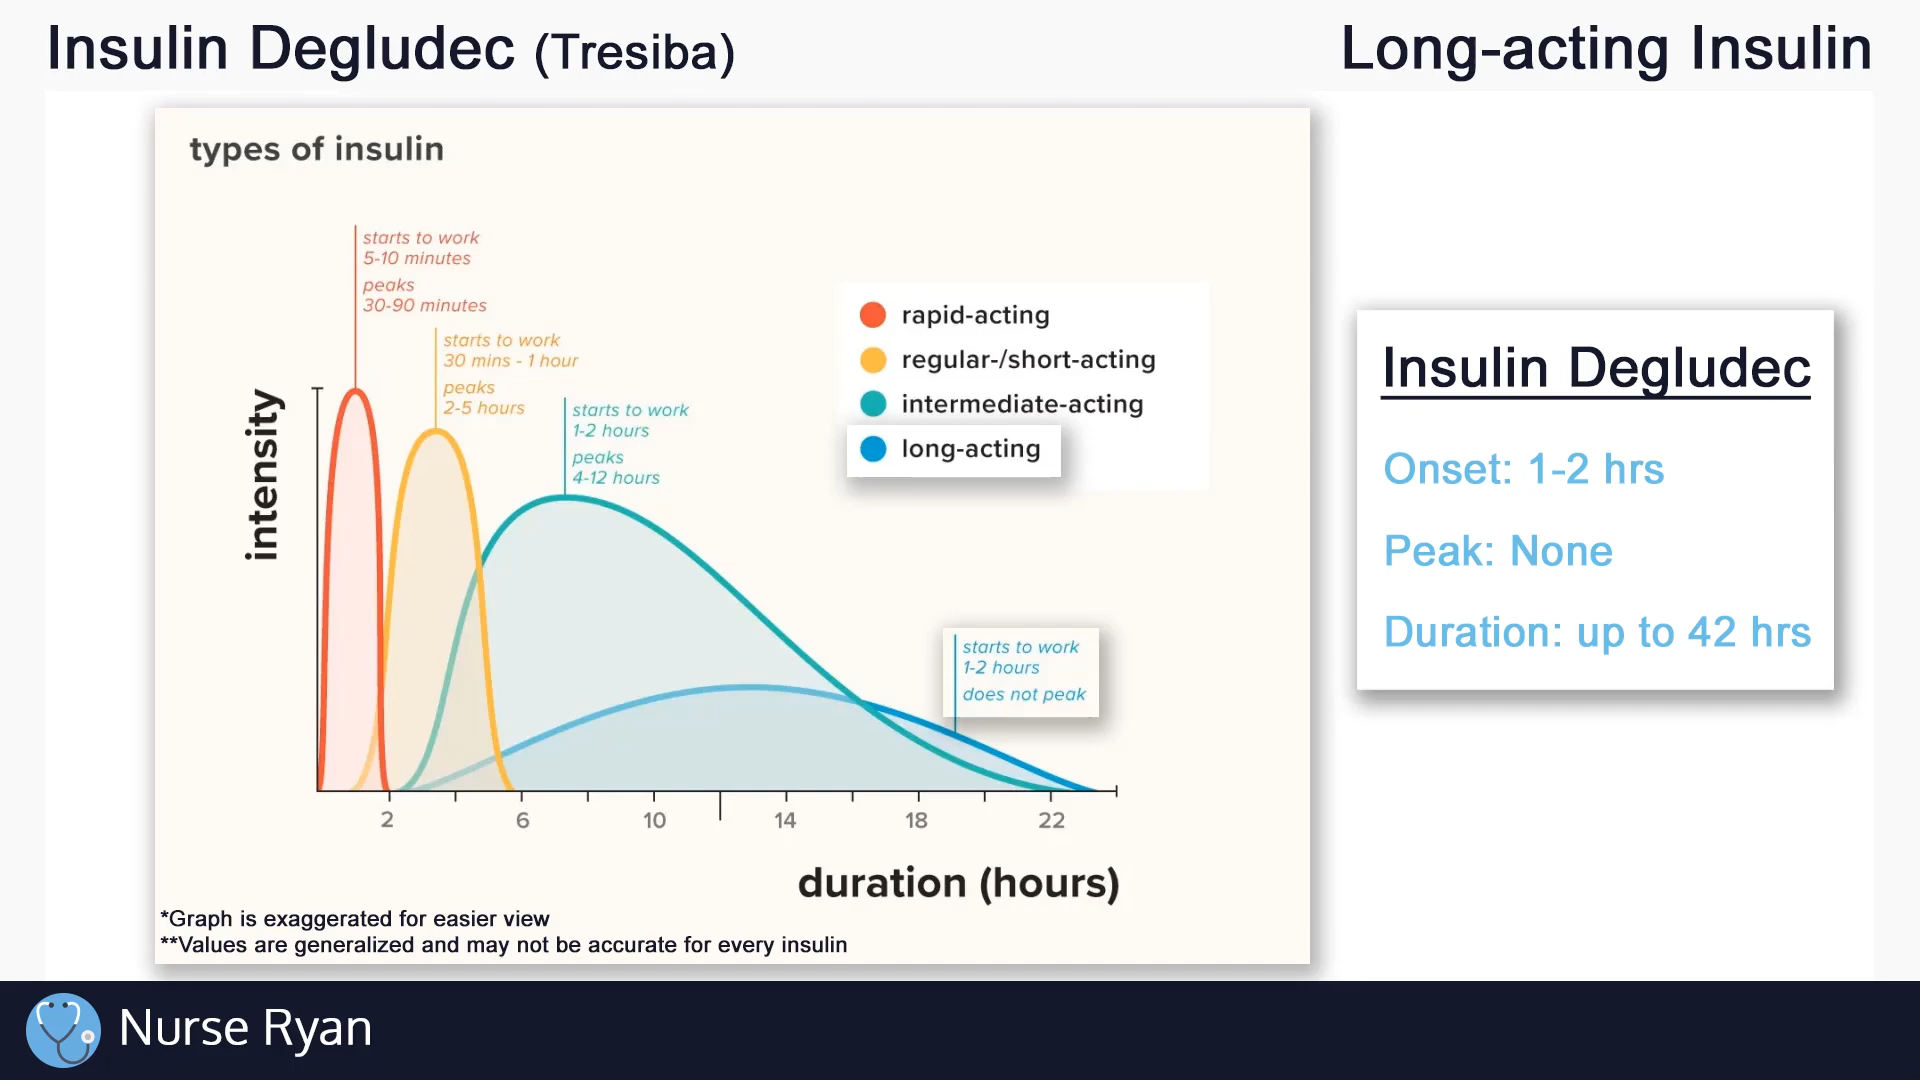 Insulin Degludec (Tresiba)
Long-acting Insulin
types of insulin
starts to work
5-10 minutes
peaks
30-90 minutes
starts to work
30 mins - 1 hour
peaks
2-5 hours
starts to work
1-2 hours
peaks
4-12 hours
rapid-acting
regular-/short-acting
intermediate-acting
long-acting
starts to work
1-2 hours
does not peak
intensity
2 6 10 14 18 22
duration (hours)
*Graph is exaggerated for easier view
**Values are generalized and may not be accurate for every insulin
Insulin Degludec
Onset: 1-2 hrs
Peak: None
Duration: up to 42 hrs
Nurse Ryan